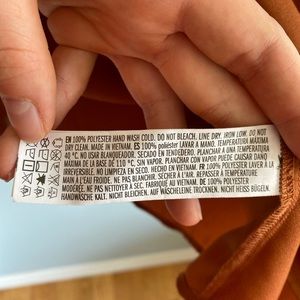 EN 100% POLYESTER HAND WASH COLD. DO NOT BLEACH. LINE DRY. IRON LOW. DO NOT
DRY CLEAN. MADE IN VIETNAM. ES 100% poliéster LAVAR A MANO. TEMPERATURA MÁXIMA
40 °C. NO USAR BLANQUEADOR. SECADO EN TENDEDERO. PLANCHAR A UNA TEMPERATURA
MÁXIMA DE LA BASE DE 110 °C, SIN VAPOR. PLANCHAR CON VAPOR PUEDE CAUSAR DAÑO
IRREVERSIBLE. NO LIMPIEZA EN SECO. HECHO EN VIETNAM. FR 100% POLYESTER LAVER À LA
MAIN À L'EAU FROIDE. NE PAS BLANCHIR. SÉCHER À L'AIR. REPASSER À TEMPÉRATURE
MINIMALE. NE PAS NETTOYER À SEC. FABRIQUÉ AU VIETNAM. DE 100% POLYESTER
HANDWÄSCHE KALT. NICHT BLEICHEN. AUF WÄSCHELEINE TROCKNEN. NICHT HEISS BÜGELN.